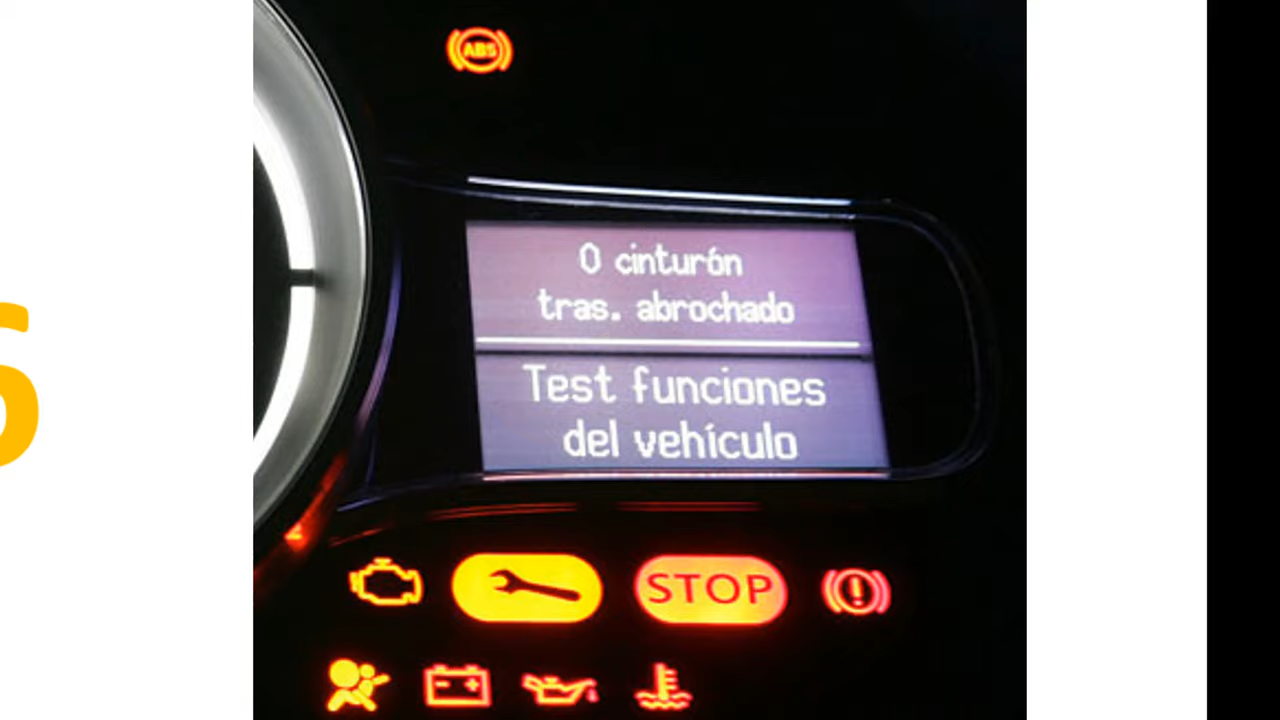 ABS
0 cinturón
tras. abrochado
Test funciones
del vehículo
STOP